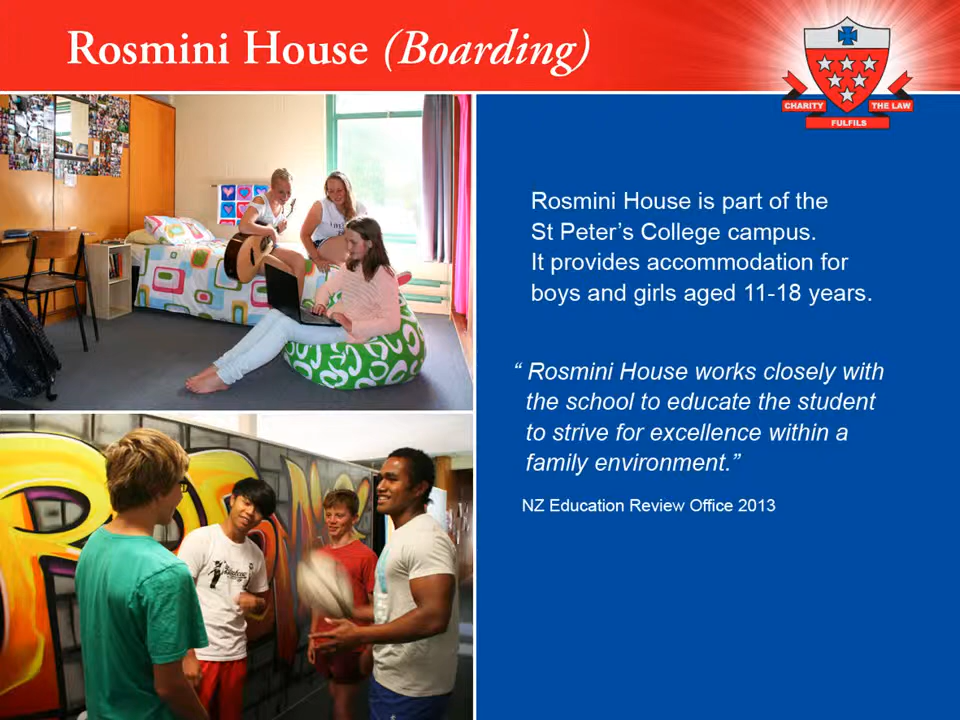 Rosmini House (Boarding)
CHARITY THE LAW
FULFILS
Rosmini House is part of the
St Peter’s College campus.
It provides accommodation for
boys and girls aged 11-18 years.
“ Rosmini House works closely with
the school to educate the student
to strive for excellence within a
family environment.”
NZ Education Review Office 2013